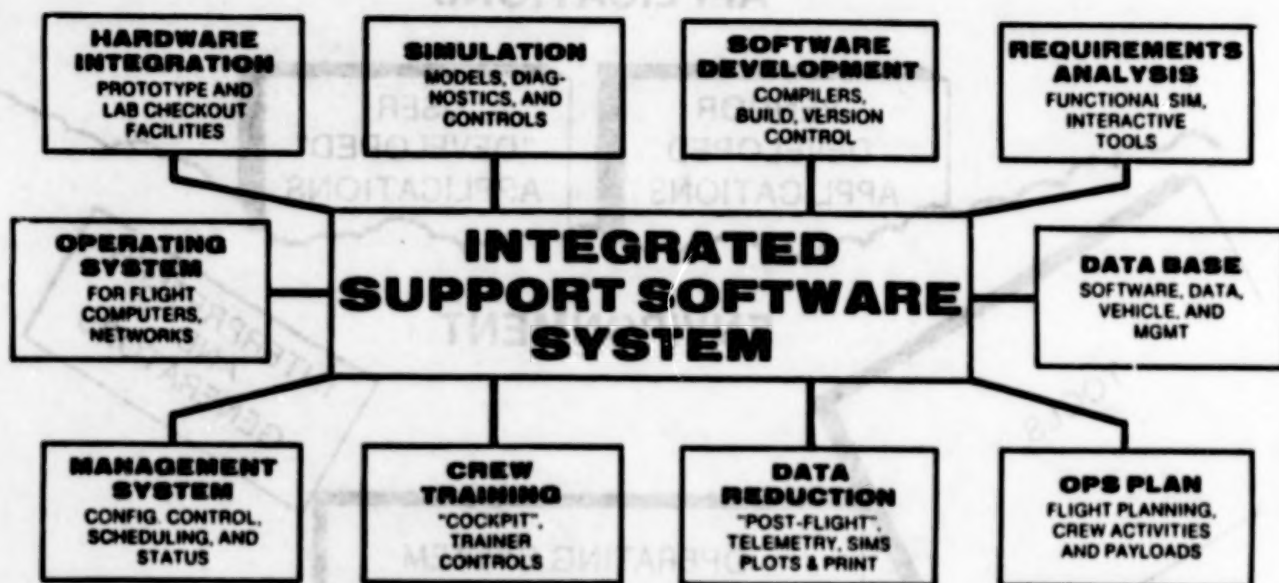 HARDWARE
INTEGRATION
PROTOTYPE AND
LAB CHECKOUT
FACILITIES
SIMULATION
MODELS, DIAG-
NOSTICS, AND
CONTROLS
SOFTWARE
DEVELOPMENT
COMPILERS,
BUILD, VERSION
CONTROL
REQUIREMENTS
ANALYSIS
FUNCTIONAL SIM,
INTERACTIVE
TOOLS
OPERATING
SYSTEM
FOR FLIGHT
COMPUTERS,
NETWORKS
INTEGRATED
SUPPORT SOFTWARE
SYSTEM
DATA BASE
SOFTWARE, DATA,
VEHICLE, AND
MGMT
MANAGEMENT
SYSTEM
CONFIG. CONTROL,
SCHEDULING, AND
STATUS
CREW
TRAINING
"COCKPIT",
TRAINER
CONTROLS
DATA
REDUCTION
"POST-FLIGHT",
TELEMETRY, SIMS
PLOTS & PRINT
OPS PLAN
FLIGHT PLANNING,
CREW ACTIVITIES
AND PAYLOADS